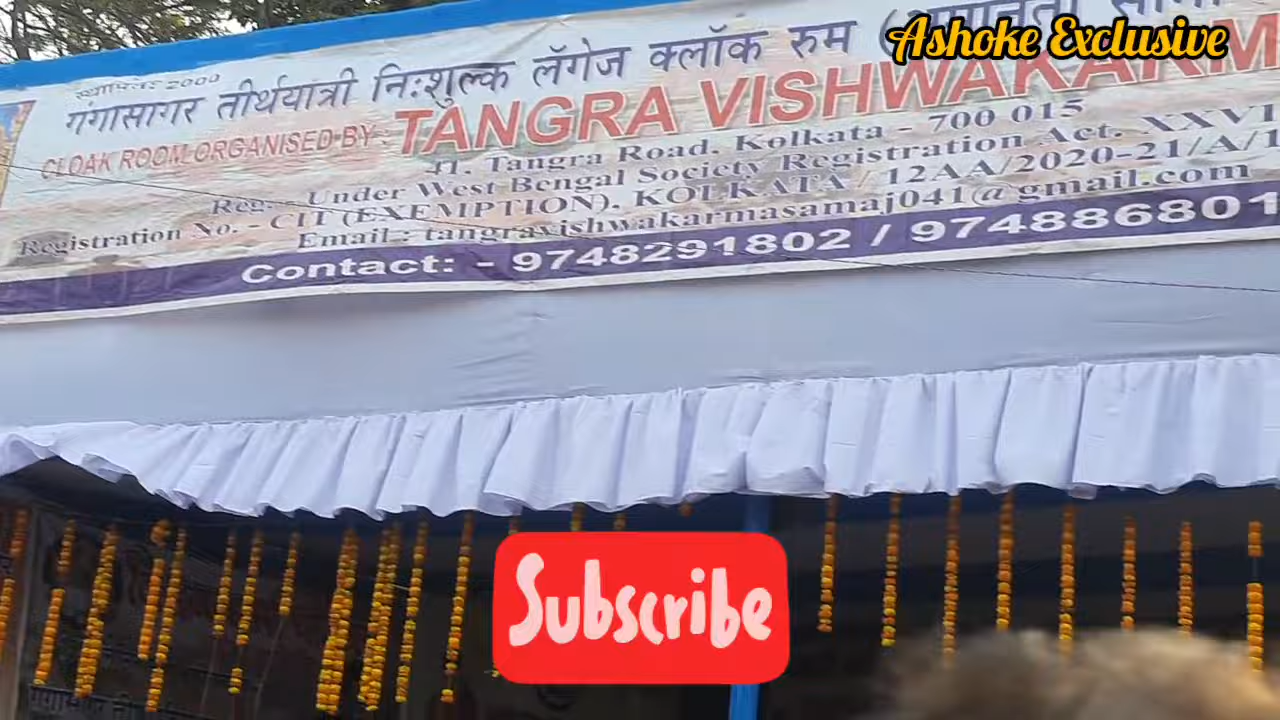 Ashoke Exclusive
स्थापित: 2000
गंगासागर तीर्थयात्री नि:शुल्क लॅगेज क्लॉक रुम
CLOAK ROOM ORGANISED BY : TANGRA VISHWAKARM
41, Tangra Road, Kolkata - 700 015
Under West Bengal Society Registration Act. XXVI
Registration No. - CIT (EXEMPTION), KOLKATA / 12AA/2020-21/A/1
Email : tangravishwakarmasamaj041@gmail.com
Contact: - 9748291802 / 974886801
Subscribe